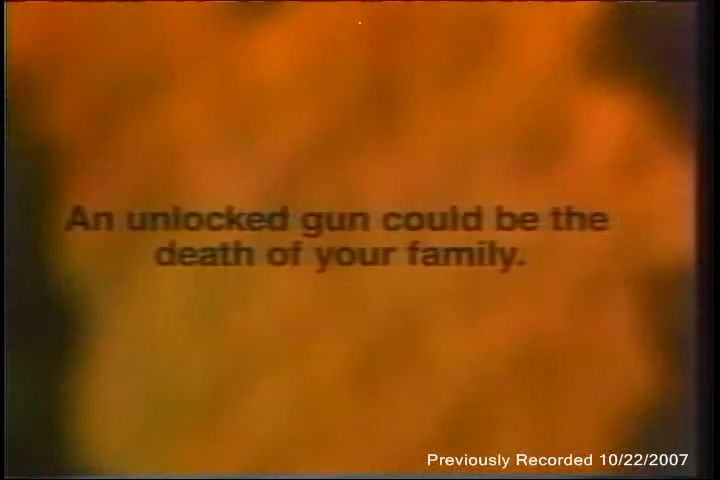 An unlocked gun could be the
death of your family.
Previously Recorded 10/22/2007